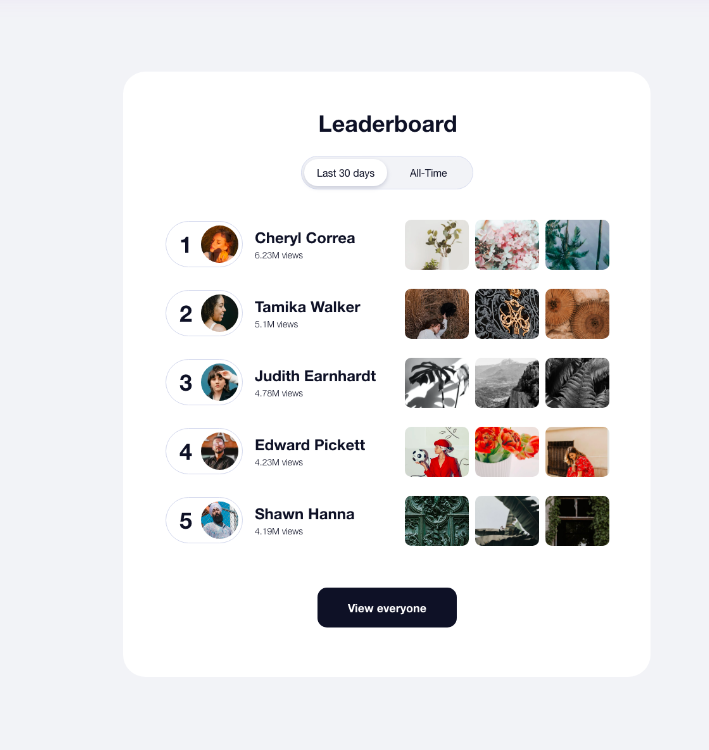 Leaderboard
Last 30 days All-Time
1 Cheryl Correa
6.23M views
2 Tamika Walker
5.1M views
3 Judith Earnhardt
4.78M views
4 Edward Pickett
4.23M views
5 Shawn Hanna
4.19M views
View everyone